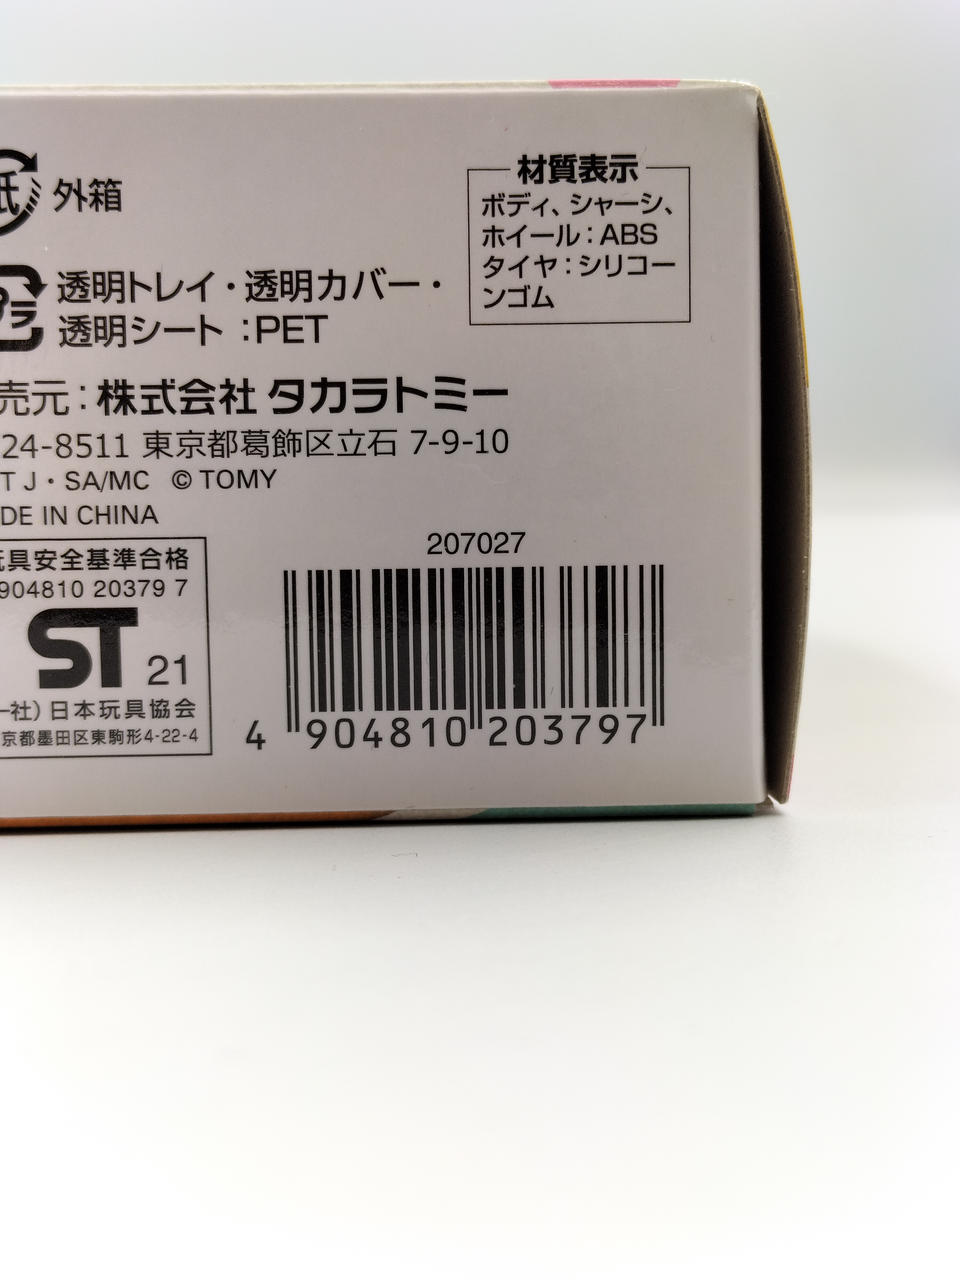 紙 外箱
プラ 透明トレイ・透明カバー・
透明シート :PET
材質表示
ボディ、シャーシ、
ホイール:ABS
タイヤ:シリコー
ンゴム
売元:株式会社 タカラトミー
24-8511 東京都葛飾区立石 7-9-10
T J・SA/MC © TOMY
DE IN CHINA
玩具安全基準合格
904810 20379 7
ST 21
一社)日本玩具協会
京都墨田区東駒形4-22-4
207027
4 904810 203797